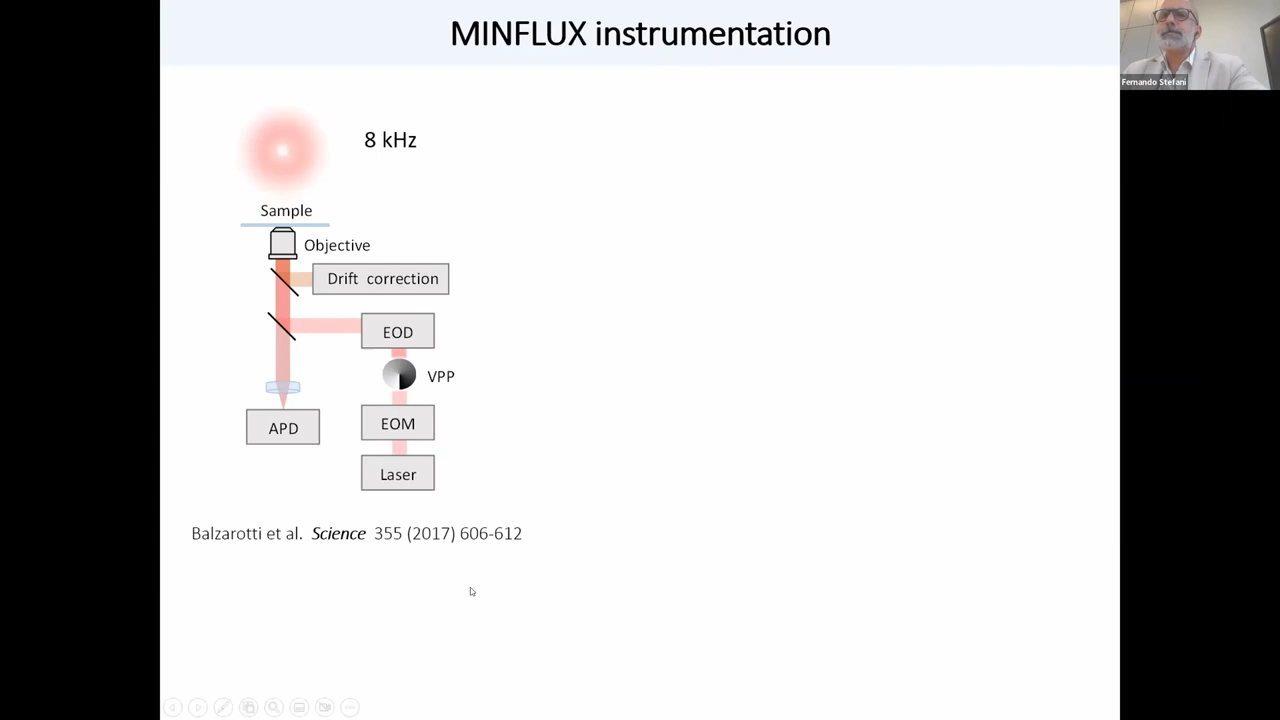 MINFLUX instrumentation
Fernando Stefani
8 kHz
Sample
Objective
Drift correction
EOD
VPP
EOM
APD
Laser
Balzarotti et al. Science 355 (2017) 606-612